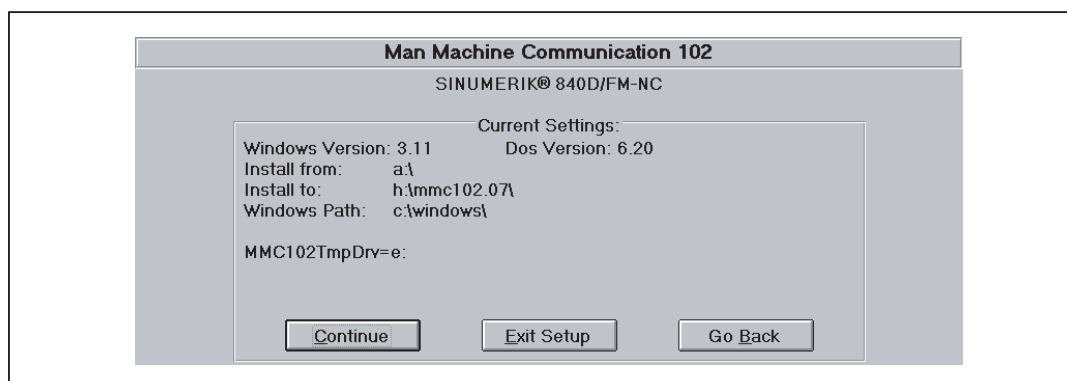 Man Machine Communication 102
SINUMERIK® 840D/FM-NC
Current Settings:
Windows Version: 3.11 Dos Version: 6.20
Install from: a:\
Install to: h:\mmc102.07\
Windows Path: c:\windows\
MMC102TmpDrv=e:
Continue Exit Setup Go Back